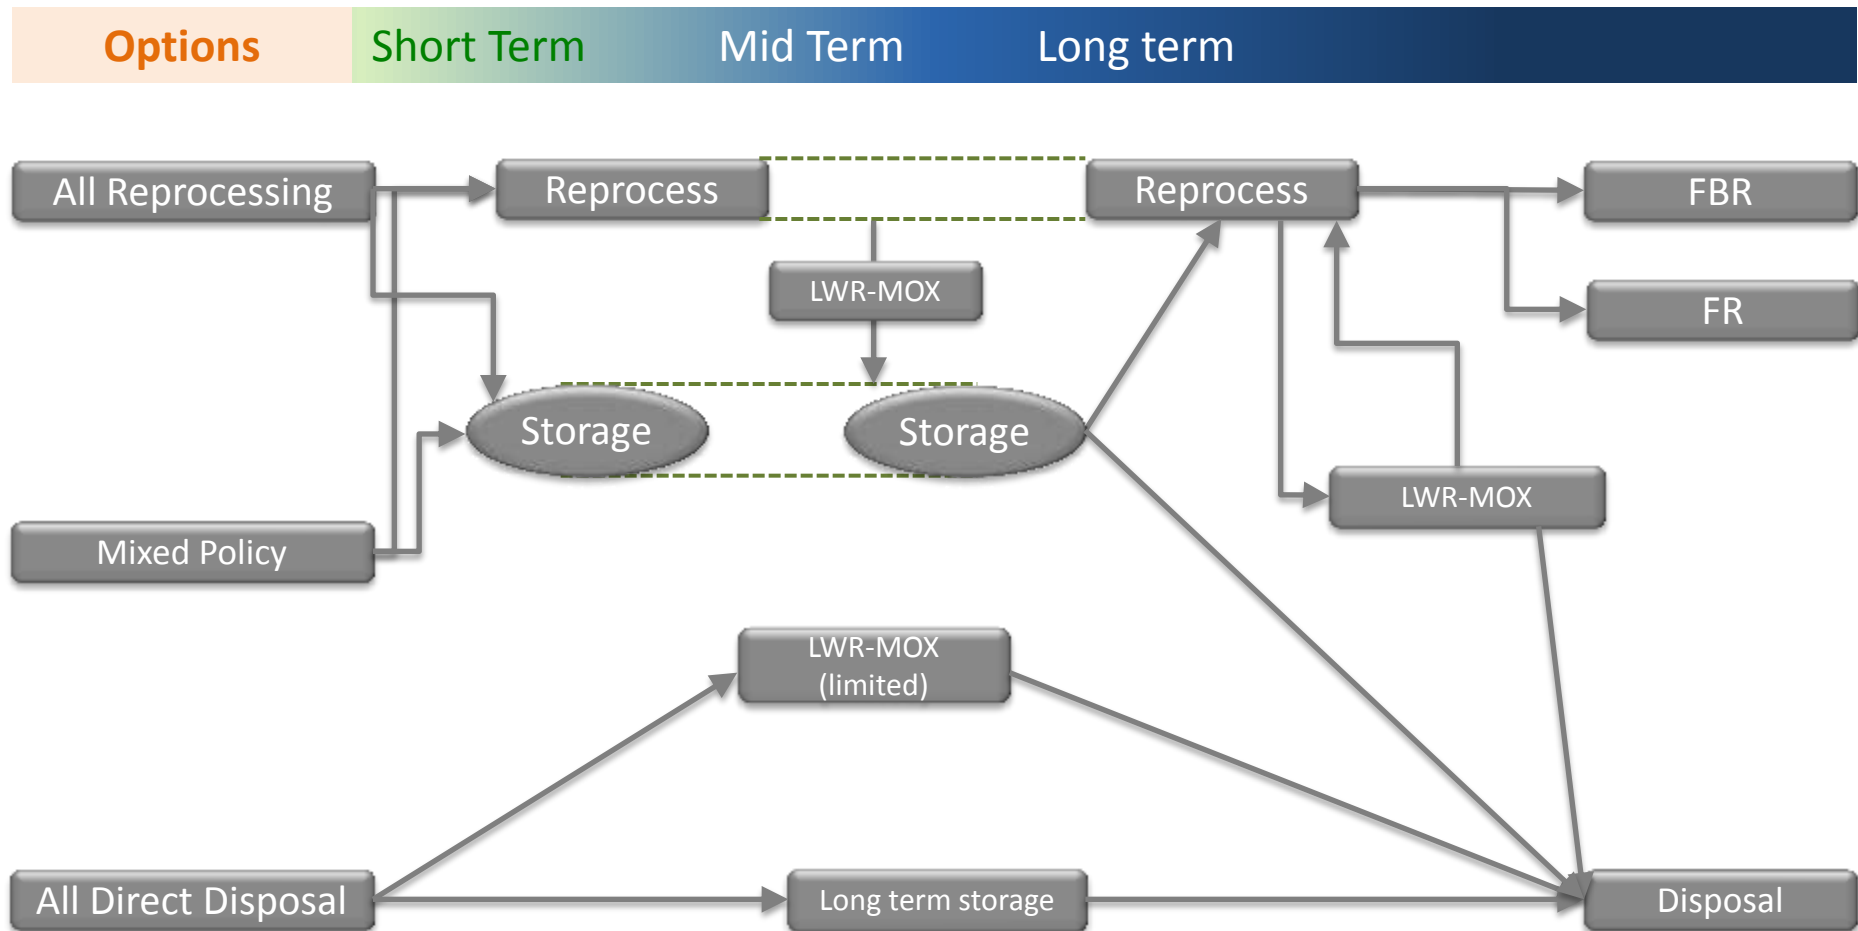 Options
Short Term
Mid Term
Long term
All Reprocessing
Reprocess
Reprocess
FBR
LWR-MOX
FR
Storage
Storage
LWR-MOX
Mixed Policy
LWR-MOX
(limited)
All Direct Disposal
Long term storage
Disposal